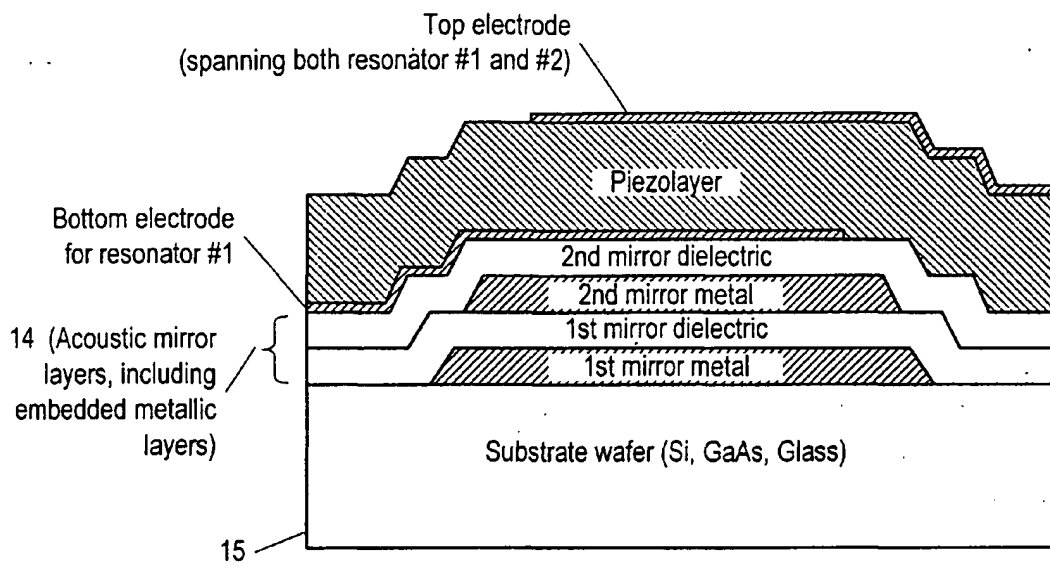 Top electrode
(spanning both resonator #1 and #2)
Piezolayer
Bottom electrode
for resonator #1
2nd mirror dielectric
2nd mirror metal
14 (Acoustic mirror
layers, including
embedded metallic
layers)
1st mirror dielectric
1st mirror metal
Substrate wafer (Si, GaAs, Glass)
15